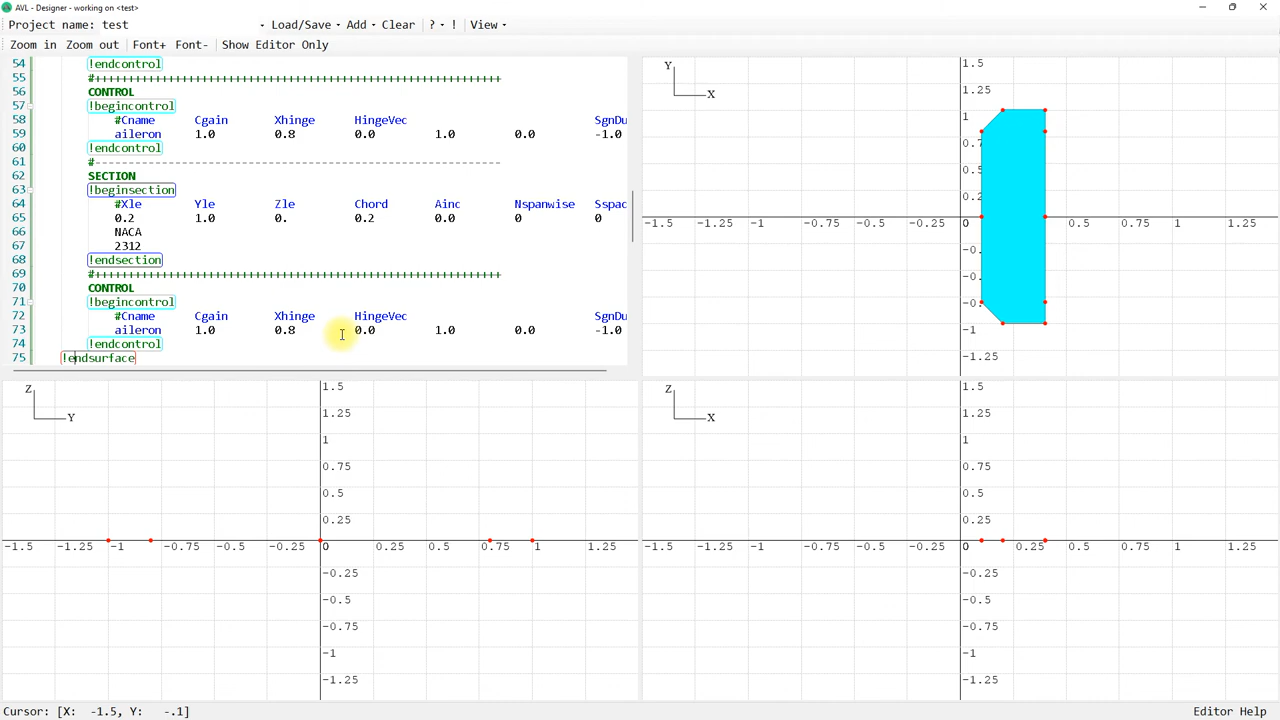 AVL - Designer - working on <test>
Project name: test Load/Save Add Clear ? ! View
Zoom in Zoom out Font+ Font- Show Editor Only
54 !endcontrol
55 #++++++++++++++++++++++++++++++++++++++++++++++++++++
56 CONTROL
57 !begincontrol
58 #Cname Cgain Xhinge HingeVec SgnDu
59 aileron 1.0 0.8 0.0 1.0 0.0 -1.0
60 !endcontrol
61 #----------------------------------------------------
62 SECTION
63 !beginsection
64 #Xle Yle Zle Chord Ainc Nspanwise Sspac
65 0.2 1.0 0. 0.2 0.0 0 0
66 NACA
67 2312
68 !endsection
69 #++++++++++++++++++++++++++++++++++++++++++++++++++++
70 CONTROL
71 !begincontrol
72 #Cname Cgain Xhinge HingeVec SgnDu
73 aileron 1.0 0.8 0.0 1.0 0.0 -1.0
74 !endcontrol
75 !endsurface
Y
X
1.5
1.25
1
0.7
0.5
0.2
-1.5 -1.25 -1 -0.75 -0.5 -0.25 0 0.5 0.75 1 1.25
-0.
-0.
-0.
-1
-1.25
Z
Y
1.5
1.25
1
0.75
0.5
0.25
-1.5 -1.25 -1 -0.75 -0.5 -0.25 0 0.25 0.5 0.75 1 1.25
-0.25
-0.5
-0.75
-1
-1.25
Z
X
1.5
1.25
1
0.75
0.5
0.25
-1.5 -1.25 -1 -0.75 -0.5 -0.25 0 0.25 0.5 0.75 1 1.25
-0.25
-0.5
-0.75
-1
-1.25
Cursor: [X: -1.5, Y: -.1] Editor Help